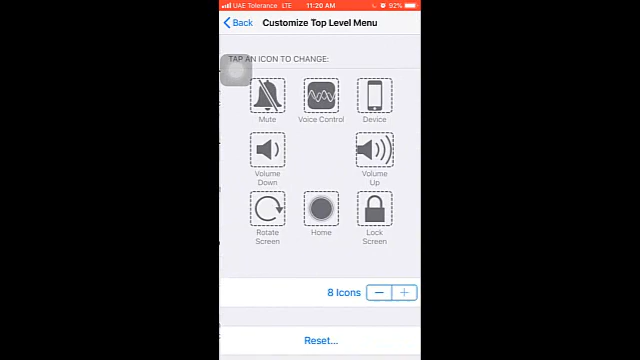 UAE Tolerance LTE 11:20 AM 92%
Back Customize Top Level Menu
TAP AN ICON TO CHANGE:
Mute Voice Control Device
Volume Down Volume Up
Rotate Screen Home Lock Screen
8 Icons − +
Reset...